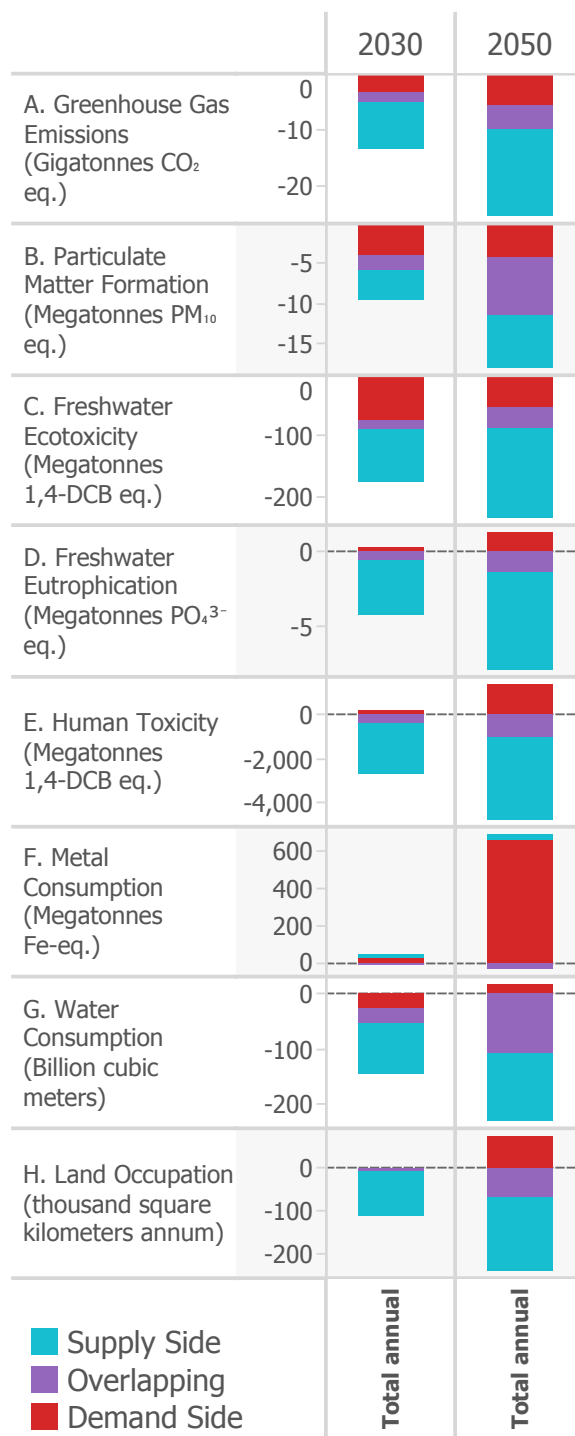 2030 2050
A. Greenhouse Gas
Emissions
(Gigatonnes CO₂
eq.)
0
-10
-20
B. Particulate
Matter Formation
(Megatonnes PM₁₀
eq.)
-5
-10
-15
C. Freshwater
Ecotoxicity
(Megatonnes
1,4-DCB eq.)
0
-100
-200
D. Freshwater
Eutrophication
(Megatonnes PO₄³⁻
eq.)
0
-5
E. Human Toxicity
(Megatonnes
1,4-DCB eq.)
0
-2,000
-4,000
F. Metal
Consumption
(Megatonnes
Fe-eq.)
600
400
200
0
G. Water
Consumption
(Billion cubic
meters)
0
-100
-200
H. Land Occupation
(thousand square
kilometers annum)
0
-100
-200
Supply Side
Overlapping
Demand Side
Total annual
Total annual